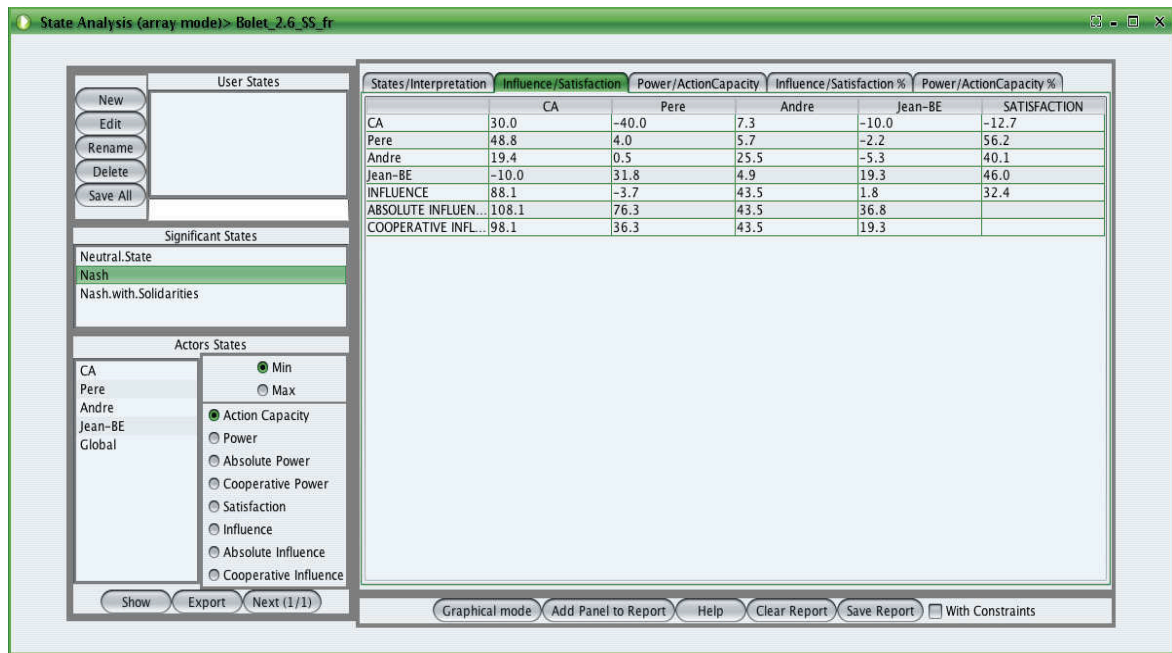 State Analysis (array mode)> Bolet_2.6_SS_fr
User States
New
Edit
Rename
Delete
Save All
Significant States
Neutral.State
Nash
Nash.with.Solidarities
Actors States
CA
Pere
Andre
Jean-BE
Global
Min
Max
Action Capacity
Power
Absolute Power
Cooperative Power
Satisfaction
Influence
Absolute Influence
Cooperative Influence
Show Export Next (1/1)
States/Interpretation Influence/Satisfaction Power/ActionCapacity Influence/Satisfaction % Power/ActionCapacity %
CA Pere Andre Jean-BE SATISFACTION
CA 30.0 -40.0 7.3 -10.0 -12.7
Pere 48.8 4.0 5.7 -2.2 56.2
Andre 19.4 0.5 25.5 -5.3 40.1
Jean-BE -10.0 31.8 4.9 19.3 46.0
INFLUENCE 88.1 -3.7 43.5 1.8 32.4
ABSOLUTE INFLUEN... 108.1 76.3 43.5 36.8
COOPERATIVE INFL... 98.1 36.3 43.5 19.3
Graphical mode Add Panel to Report Help Clear Report Save Report With Constraints